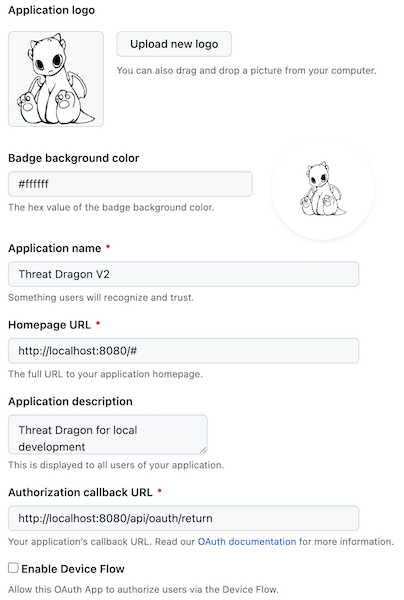 Application logo
Upload new logo
You can also drag and drop a picture from your computer.
Badge background color
#ffffff
The hex value of the badge background color.
Application name *
Threat Dragon V2
Something users will recognize and trust.
Homepage URL *
http://localhost:8080/#
The full URL to your application homepage.
Application description
Threat Dragon for local
development
This is displayed to all users of your application.
Authorization callback URL *
http://localhost:8080/api/oauth/return
Your application's callback URL. Read our OAuth documentation for more information.
Enable Device Flow
Allow this OAuth App to authorize users via the Device Flow.